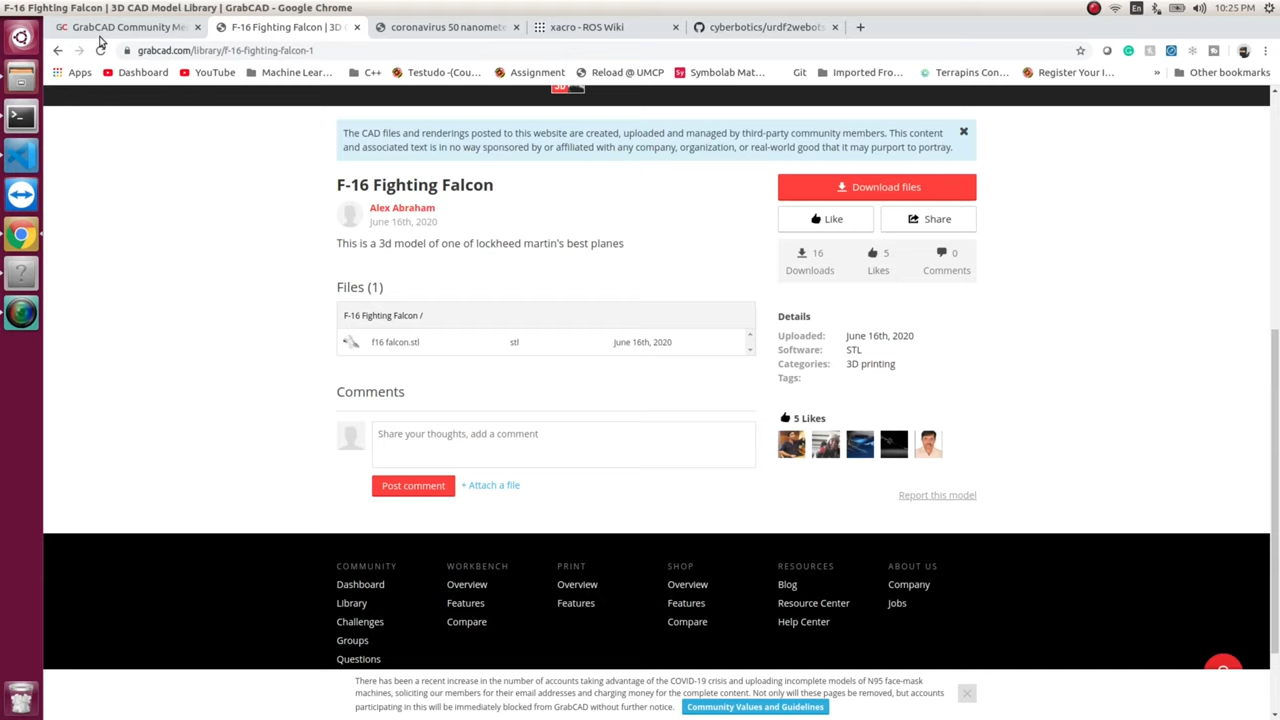 F-16 Fighting Falcon | 3D CAD Model Library | GrabCAD - Google Chrome
En
10:25 PM
GC GrabCAD Community Me
F-16 Fighting Falcon | 3D C
coronavirus 50 nanomete
xacro - ROS Wiki
cyberbotics/urdf2webots
grabcad.com/library/f-16-fighting-falcon-1
Apps
Dashboard
YouTube
Machine Lear...
C++
Testudo -(Cou...
Assignment
Reload @ UMCP
Sy Symbolab Mat...
Git
Imported Fro...
Terrapins Con...
Register Your I...
»
Other bookmarks
3D
The CAD files and renderings posted to this website are created, uploaded and managed by third-party community members. This content
and associated text is in no way sponsored by or affiliated with any company, organization, or real-world good that it may purport to portray.
F-16 Fighting Falcon
Alex Abraham
June 16th, 2020
This is a 3d model of one of lockheed martin's best planes
Download files
Like
Share
16
Downloads
5
Likes
0
Comments
Files (1)
F-16 Fighting Falcon /
f16 falcon.stl stl June 16th, 2020
Details
Uploaded: June 16th, 2020
Software: STL
Categories: 3D printing
Tags:
Comments
Share your thoughts, add a comment
Post comment
+ Attach a file
5 Likes
Report this model
COMMUNITY
Dashboard
Library
Challenges
Groups
Questions
WORKBENCH
Overview
Features
Compare
PRINT
Overview
Features
SHOP
Overview
Features
Compare
RESOURCES
Blog
Resource Center
Help Center
ABOUT US
Company
Jobs
There has been a recent increase in the number of accounts taking advantage of the COVID-19 crisis and uploading incomplete models of N95 face-mask
machines, soliciting our members for their email addresses and charging money for the complete content. Not only will these pages be removed, but accounts
participating in this will be immediately blocked from GrabCAD without further notice. Community Values and Guidelines